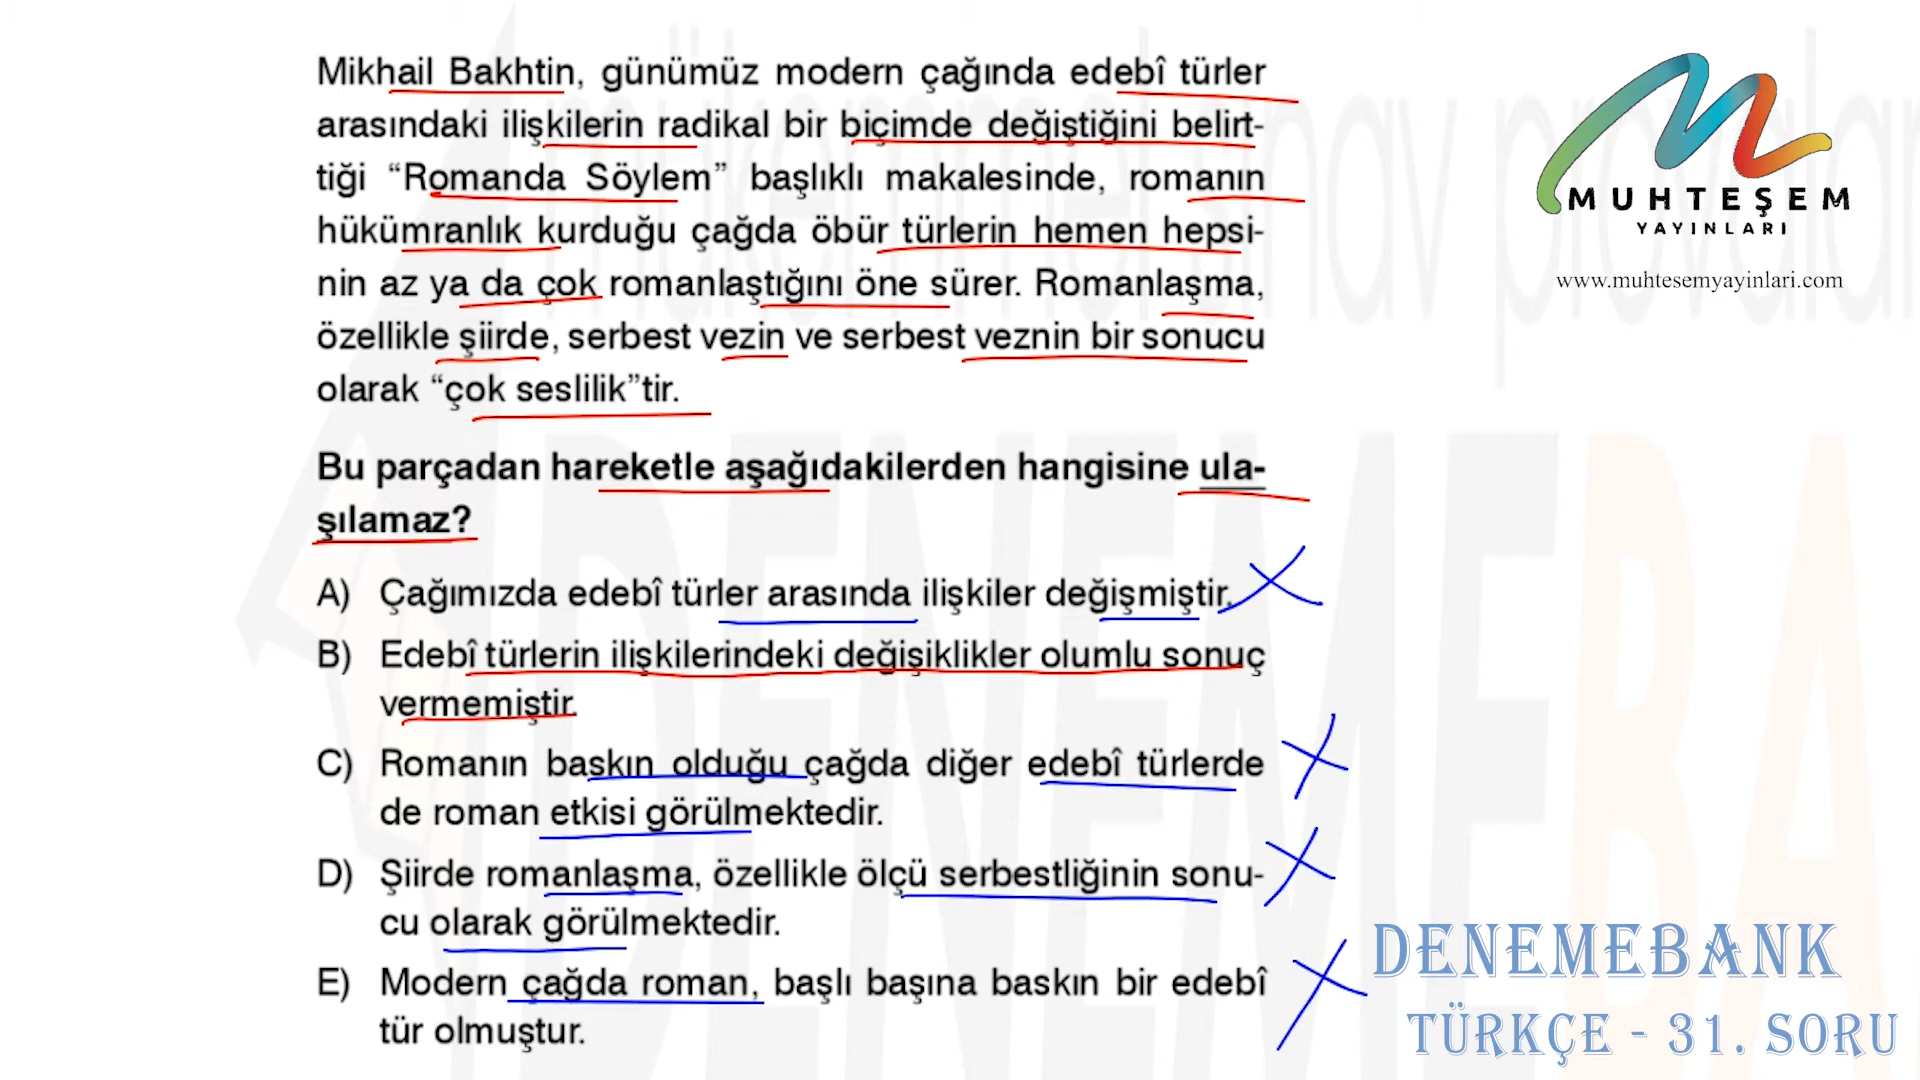 Mikhail Bakhtin, günümüz modern çağında edebî türler
arasındaki ilişkilerin radikal bir biçimde değiştiğini belirt-
tiği “Romanda Söylem” başlıklı makalesinde, romanın
hükümranlık kurduğu çağda öbür türlerin hemen hepsi-
nin az ya da çok romanlaştığını öne sürer. Romanlaşma,
özellikle şiirde, serbest vezin ve serbest veznin bir sonucu
olarak “çok seslilik”tir.
Bu parçadan hareketle aşağıdakilerden hangisine ula-
şılamaz?
A) Çağımızda edebî türler arasında ilişkiler değişmiştir.
B) Edebî türlerin ilişkilerindeki değişiklikler olumlu sonuç
vermemiştir.
C) Romanın baskın olduğu çağda diğer edebî türlerde
de roman etkisi görülmektedir.
D) Şiirde romanlaşma, özellikle ölçü serbestliğinin sonu-
cu olarak görülmektedir.
E) Modern çağda roman, başlı başına baskın bir edebî
tür olmuştur.
MUHTEŞEM
YAYINLARI
www.muhtesemyayinlari.com
DENEMEBANK
TÜRKÇE - 31. SORU